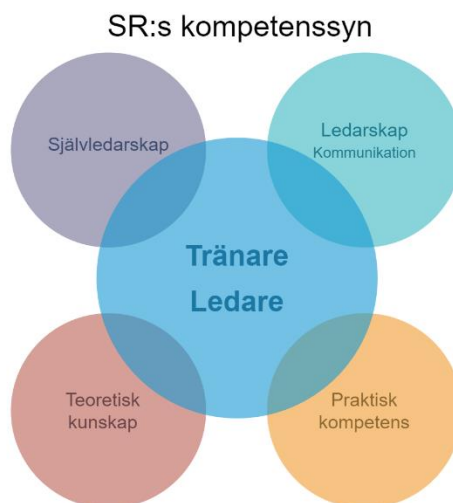 SR:s kompetenssyn
Självledarskap
Ledarskap
Kommunikation
Tränare
Ledare
Teoretisk
kunskap
Praktisk
kompetens